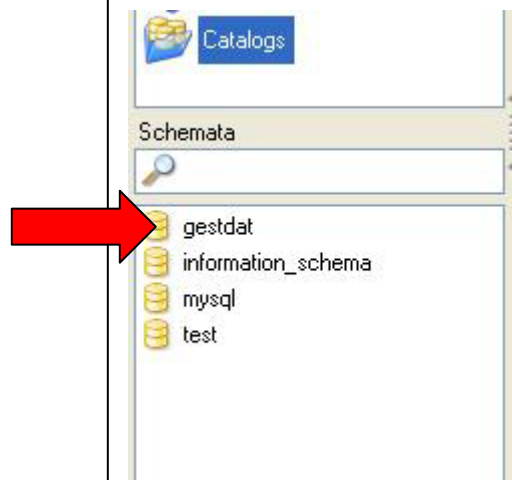 Catalogs
Schemata
gestdat
information_schema
mysql
test